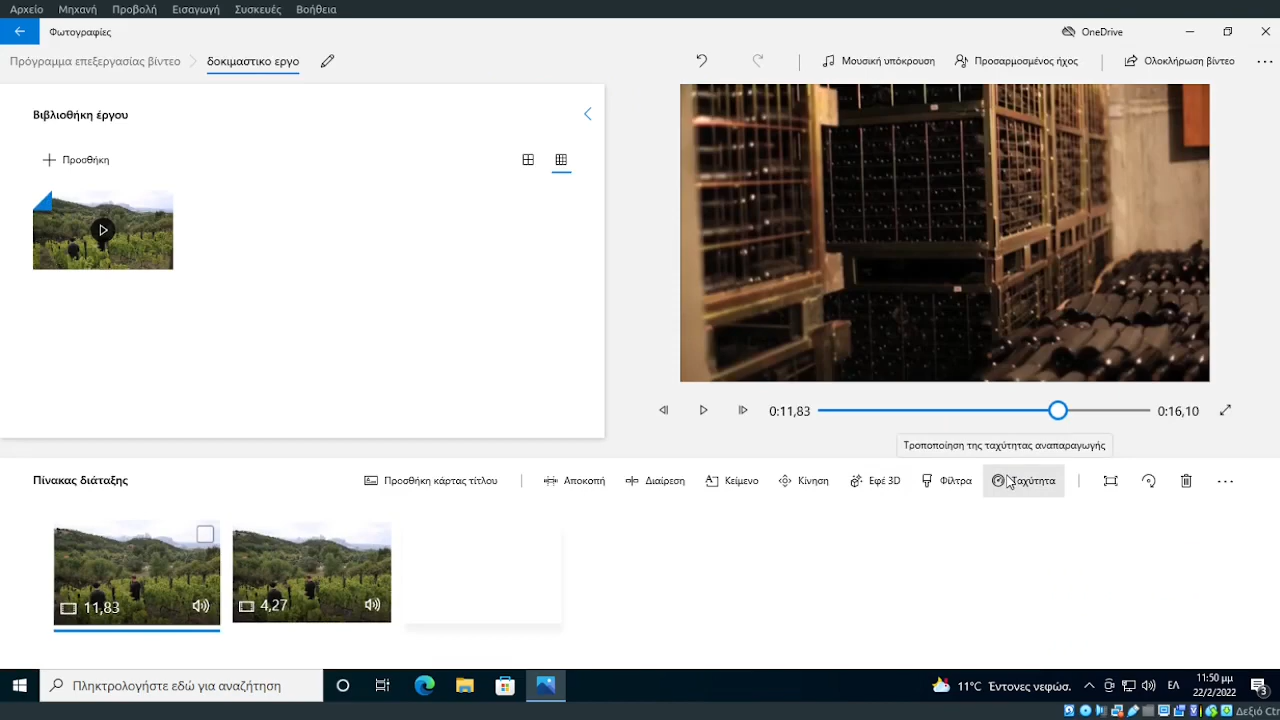 Αρχείο Μηχανή Προβολή Εισαγωγή Συσκευές Βοήθεια
Φωτογραφίες
OneDrive
Πρόγραμμα επεξεργασίας βίντεο
δοκιμαστικο εργο
Μουσική υπόκρουση
Προσαρμοσμένος ήχος
Ολοκλήρωση βίντεο
Βιβλιοθήκη έργου
Προσθήκη
0:11,83
0:16,10
Τροποποίηση της ταχύτητας αναπαραγωγής
Πίνακας διάταξης
Προσθήκη κάρτας τίτλου
Αποκοπή
Διαίρεση
Κείμενο
Κίνηση
Εφέ 3D
Φίλτρα
Ταχύτητα
11,83
4,27
Πληκτρολογήστε εδώ για αναζήτηση
11°C Έντονες νεφώσ.
ΕΛ
11:50 μμ
22/2/2022
3
Δεξιό Ctr